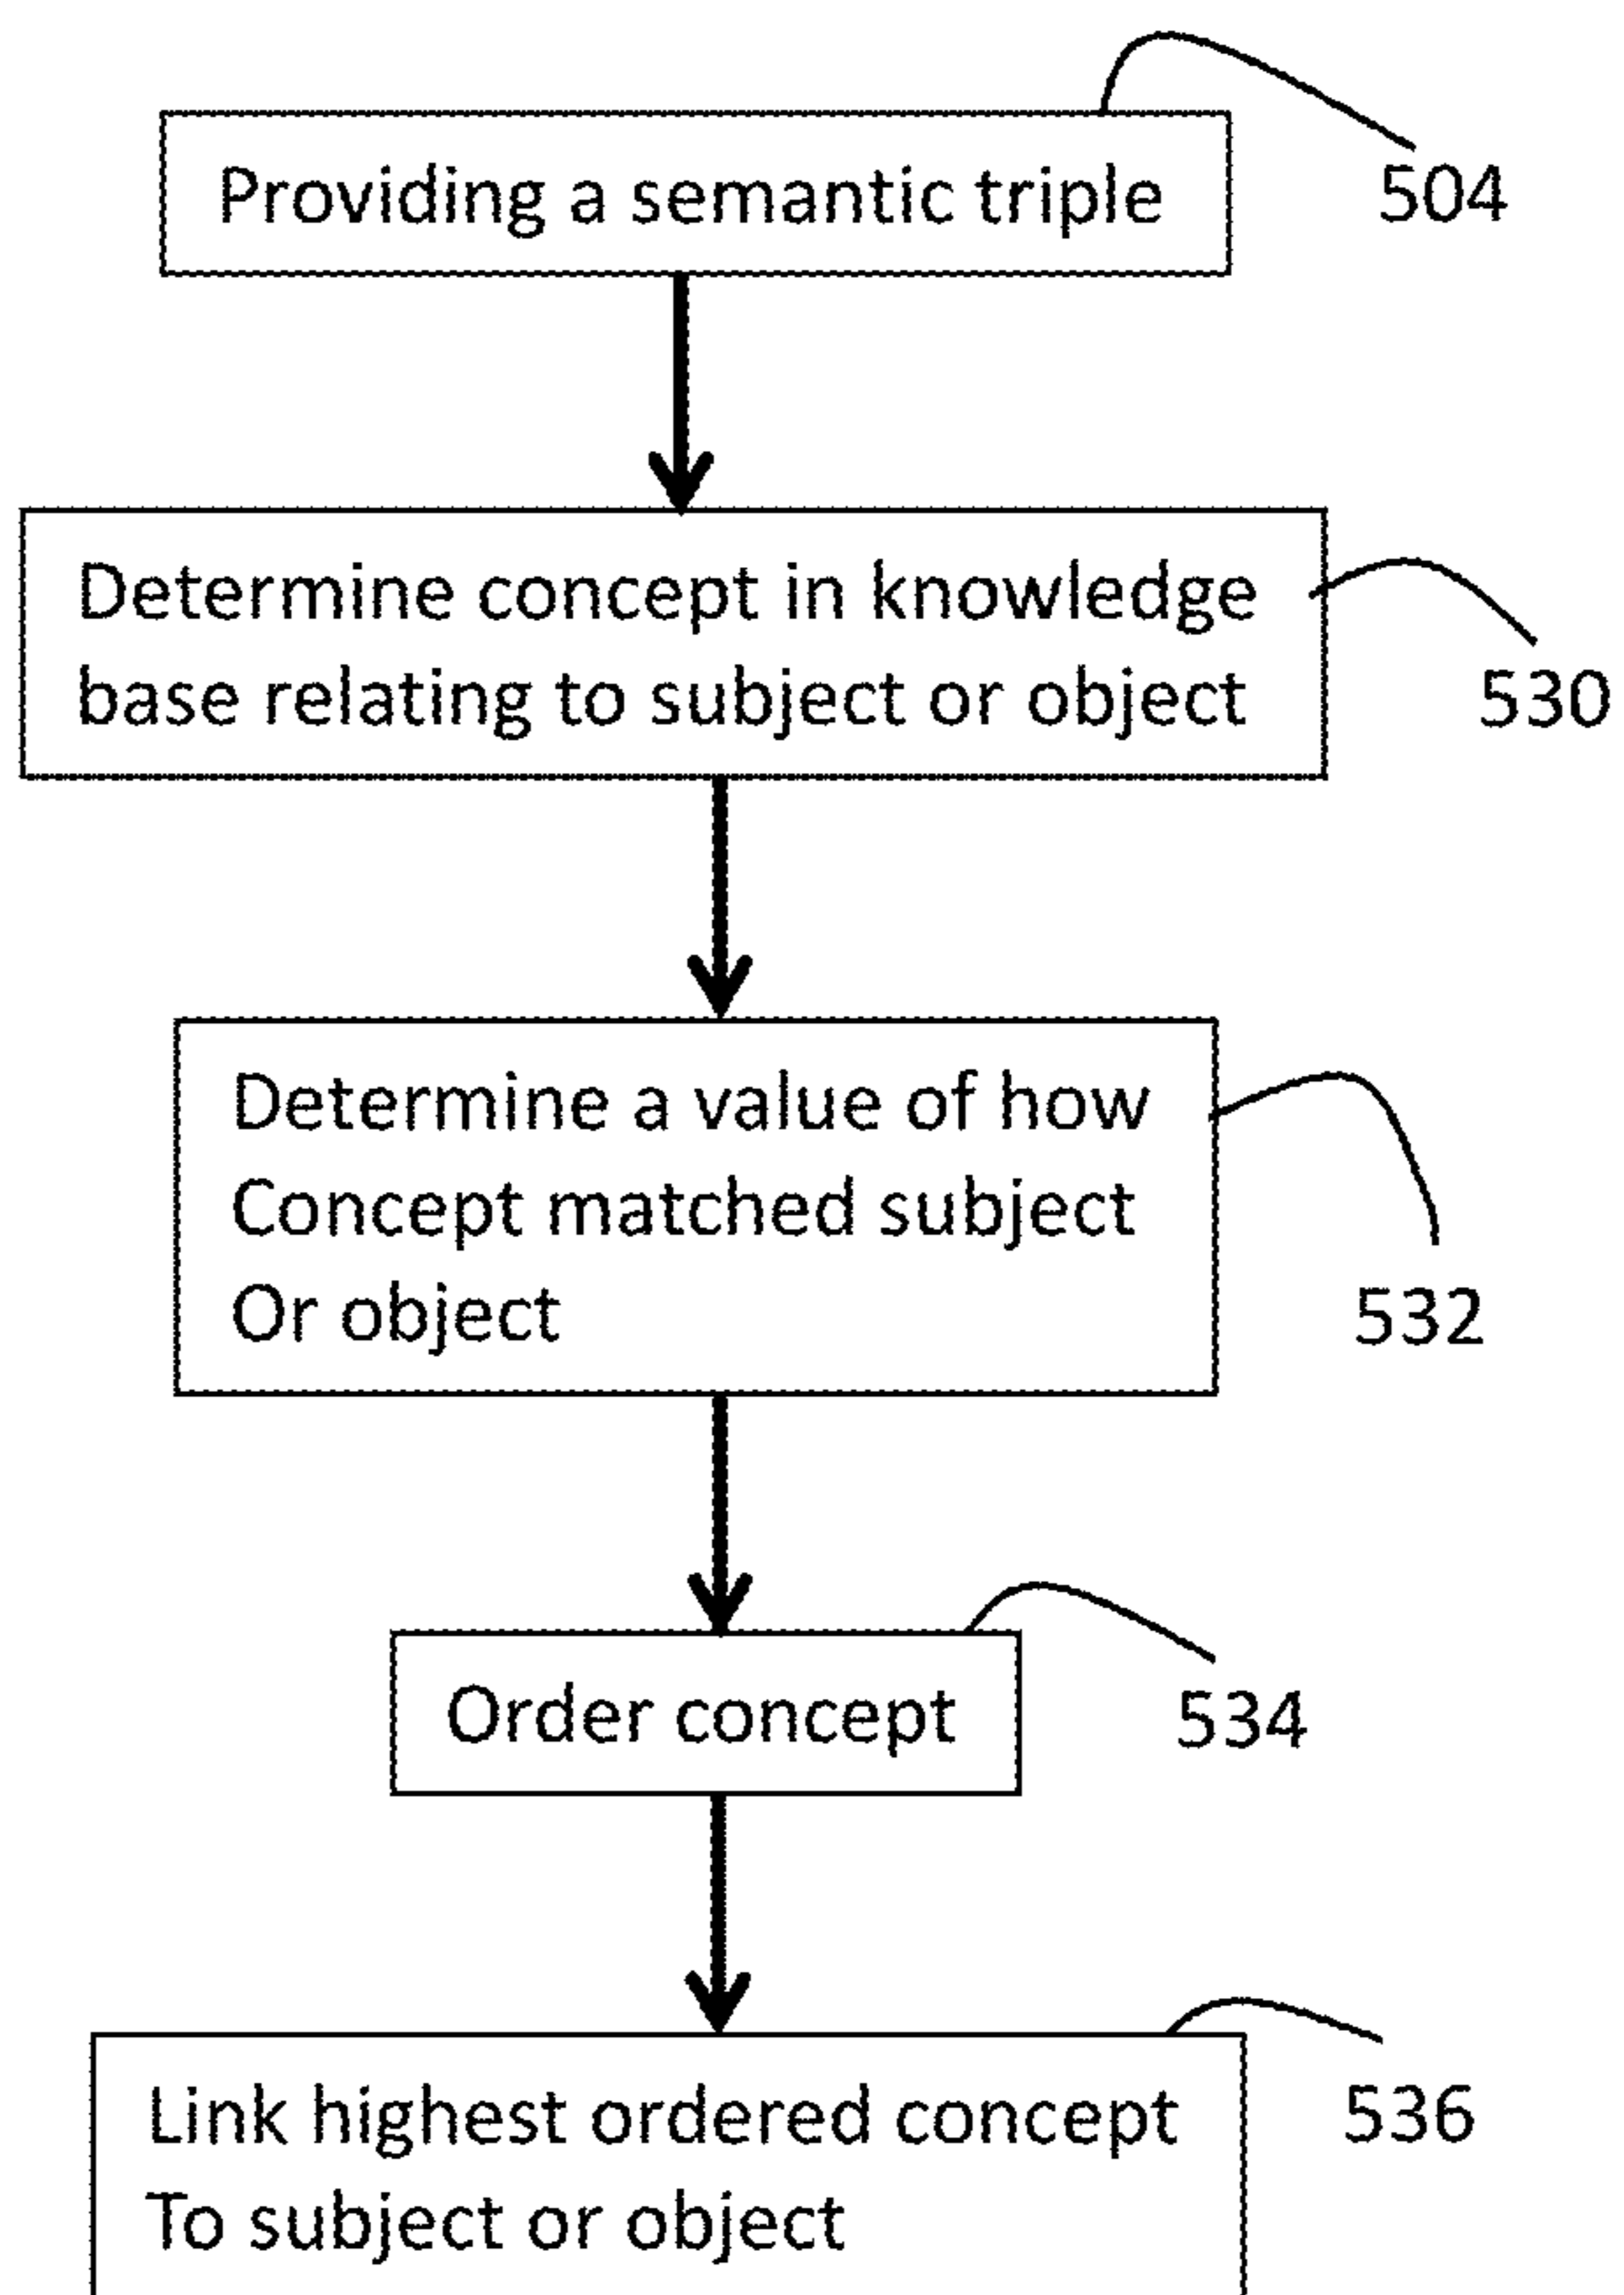 Providing a semantic triple
504
Determine concept in knowledge
base relating to subject or object
530
Determine a value of how
Concept matched subject
Or object
532
Order concept
534
Link highest ordered concept
To subject or object
536